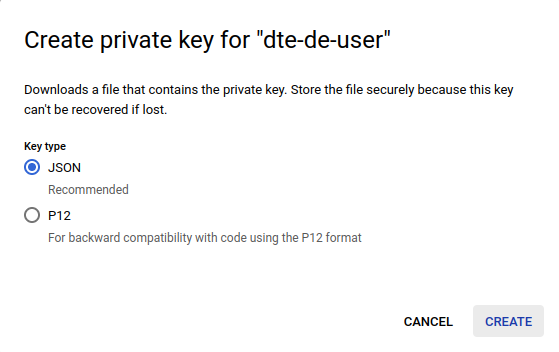 Create private key for "dte-de-user"
Downloads a file that contains the private key. Store the file securely because this key
can't be recovered if lost.
Key type
JSON
Recommended
P12
For backward compatibility with code using the P12 format
CANCEL
CREATE